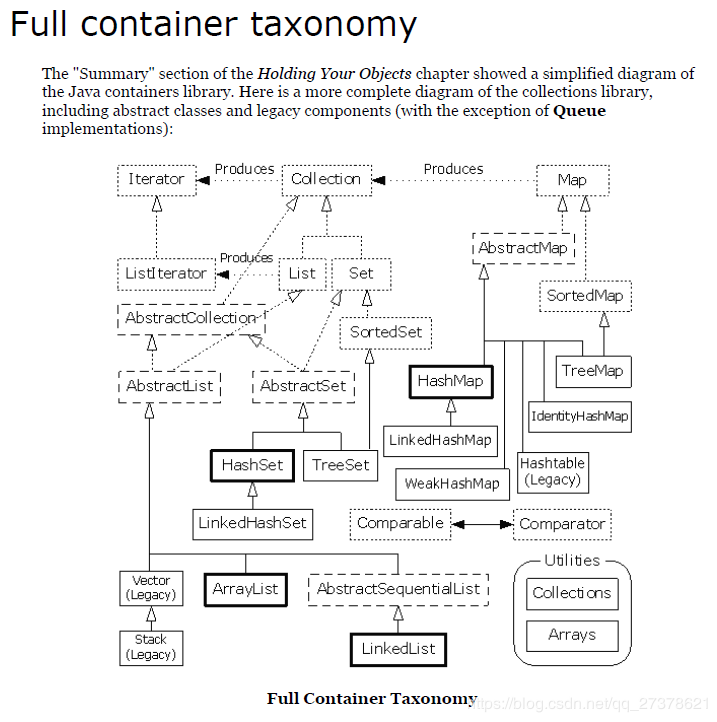 Full container taxonomy
The "Summary" section of the Holding Your Objects chapter showed a simplified diagram of
the Java containers library. Here is a more complete diagram of the collections library,
including abstract classes and legacy components (with the exception of Queue
implementations):
Iterator
Produces
Collection
Produces
Map
AbstractMap
ListIterator
Produces
List
Set
SortedMap
AbstractCollection
SortedSet
AbstractList
AbstractSet
HashMap
TreeMap
IdentityHashMap
LinkedHashMap
HashSet
TreeSet
WeakHashMap
Hashtable
(Legacy)
LinkedHashSet
Comparable
Comparator
Utilities
Collections
Arrays
Vector
(Legacy)
ArrayList
AbstractSequentialList
Stack
(Legacy)
LinkedList
Full Container Taxonomy
https://blog.csdn.net/qq_27378621